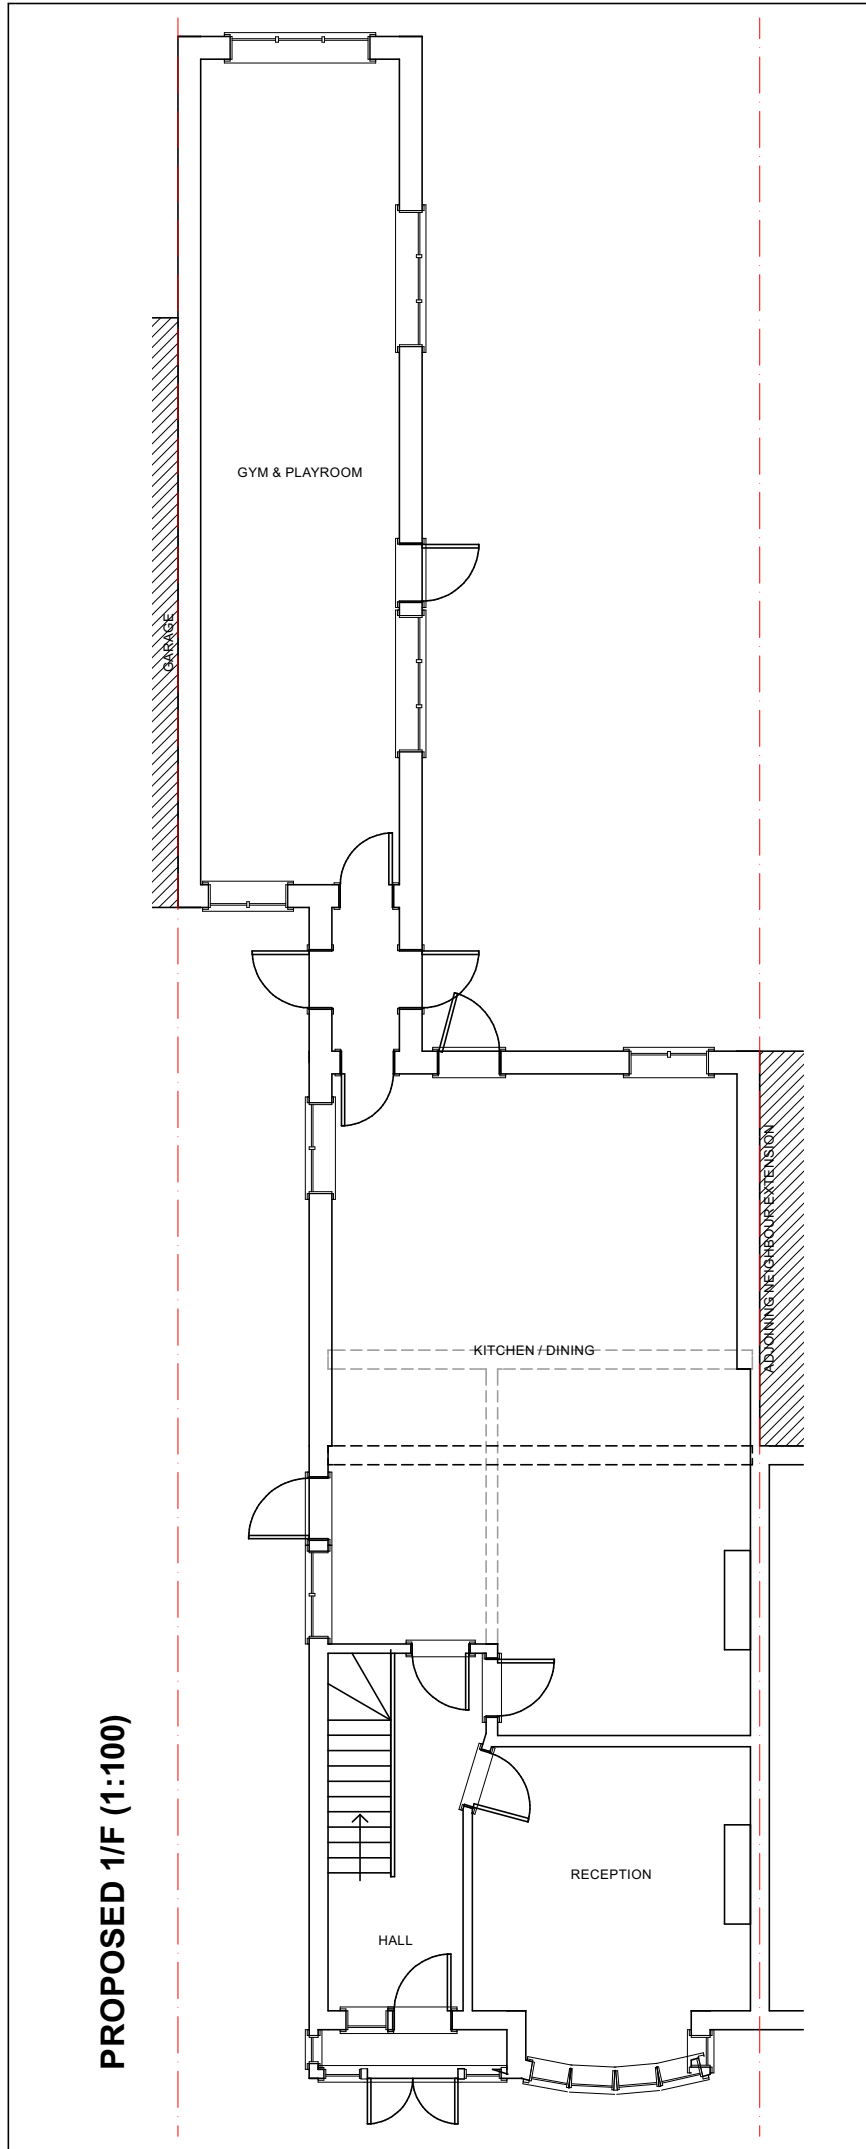 GYM & PLAYROOM
GARAGE
ADJOINING NEIGHBOUR EXTENSION
KITCHEN / DINING
PROPOSED 1/F (1:100)
RECEPTION
HALL